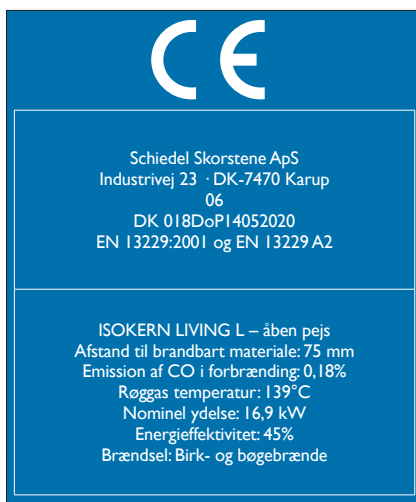 CE
Schiedel Skorstene ApS
Industrivej 23 · DK-7470 Karup
06
DK 018DoP14052020
EN 13229:2001 og EN 13229 A2
ISOKERN LIVING L – åben pejs
Afstand til brandbart materiale: 75 mm
Emission af CO i forbrænding: 0,18%
Røggas temperatur: 139°C
Nominel ydelse: 16,9 kW
Energieffektivitet: 45%
Brændsel: Birk- og bøgebrænde